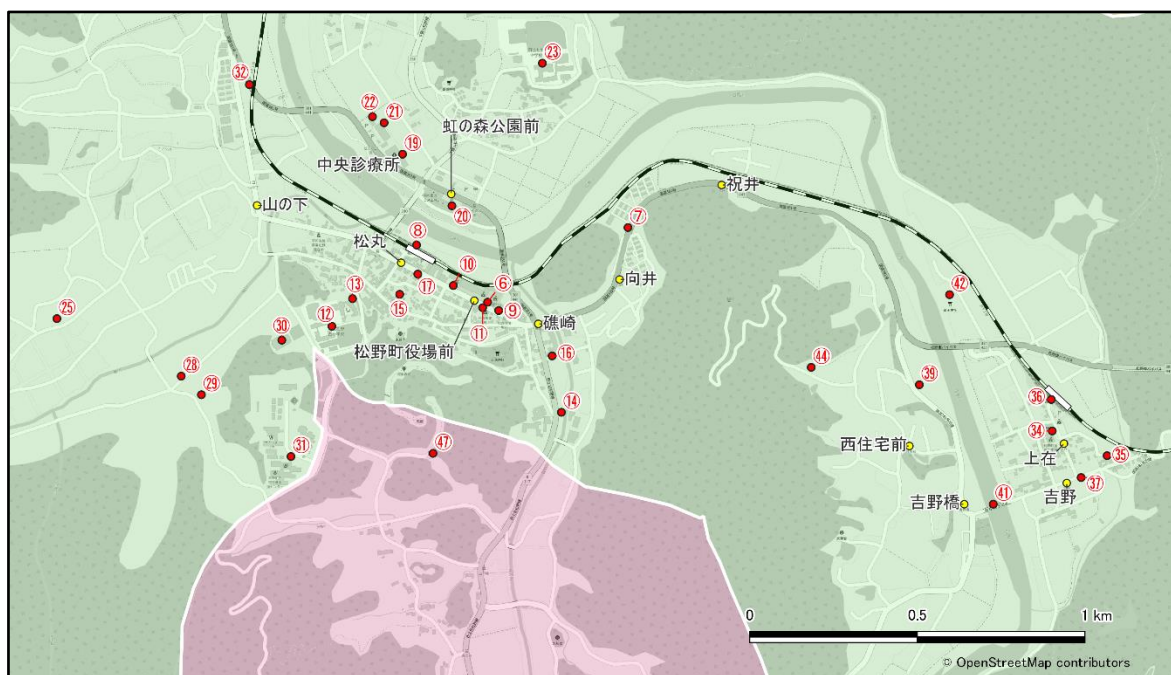 ㉓
㉜
㉒
㉑
虹の森公園前
⑲
中央診療所
祝井
山の下
⑳
⑦
⑧
松丸
⑩
向井
㊷
⑬
⑰
⑥
㉕
⑮
⑨
⑫
⑪
礁崎
㉚
松野町役場前
⑯
㊹
㊴
㉘
㉙
⑭
㊱
㉞
㊼
西住宅前
上在
㉟
㉛
吉野橋
㊶
吉野
㊲
0 0.5 1 km
© OpenStreetMap contributors